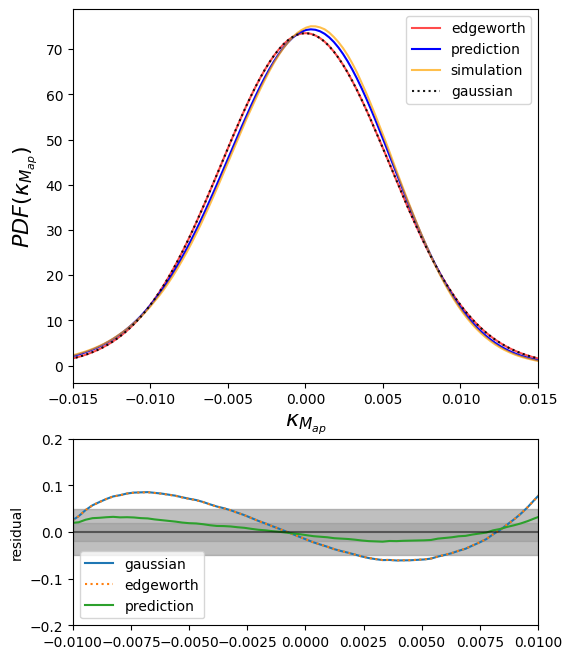 edgeworth
prediction
simulation
gaussian
70
60
50
40
30
20
10
0
PDF(κ_{M_{ap}})
−0.015 −0.010 −0.005 0.000 0.005 0.010 0.015
κ_{M_{ap}}
0.2
0.1
0.0
−0.1
−0.2
residual
gaussian
edgeworth
prediction
−0.0100 −0.0075 −0.0050 −0.0025 0.0000 0.0025 0.0050 0.0075 0.0100